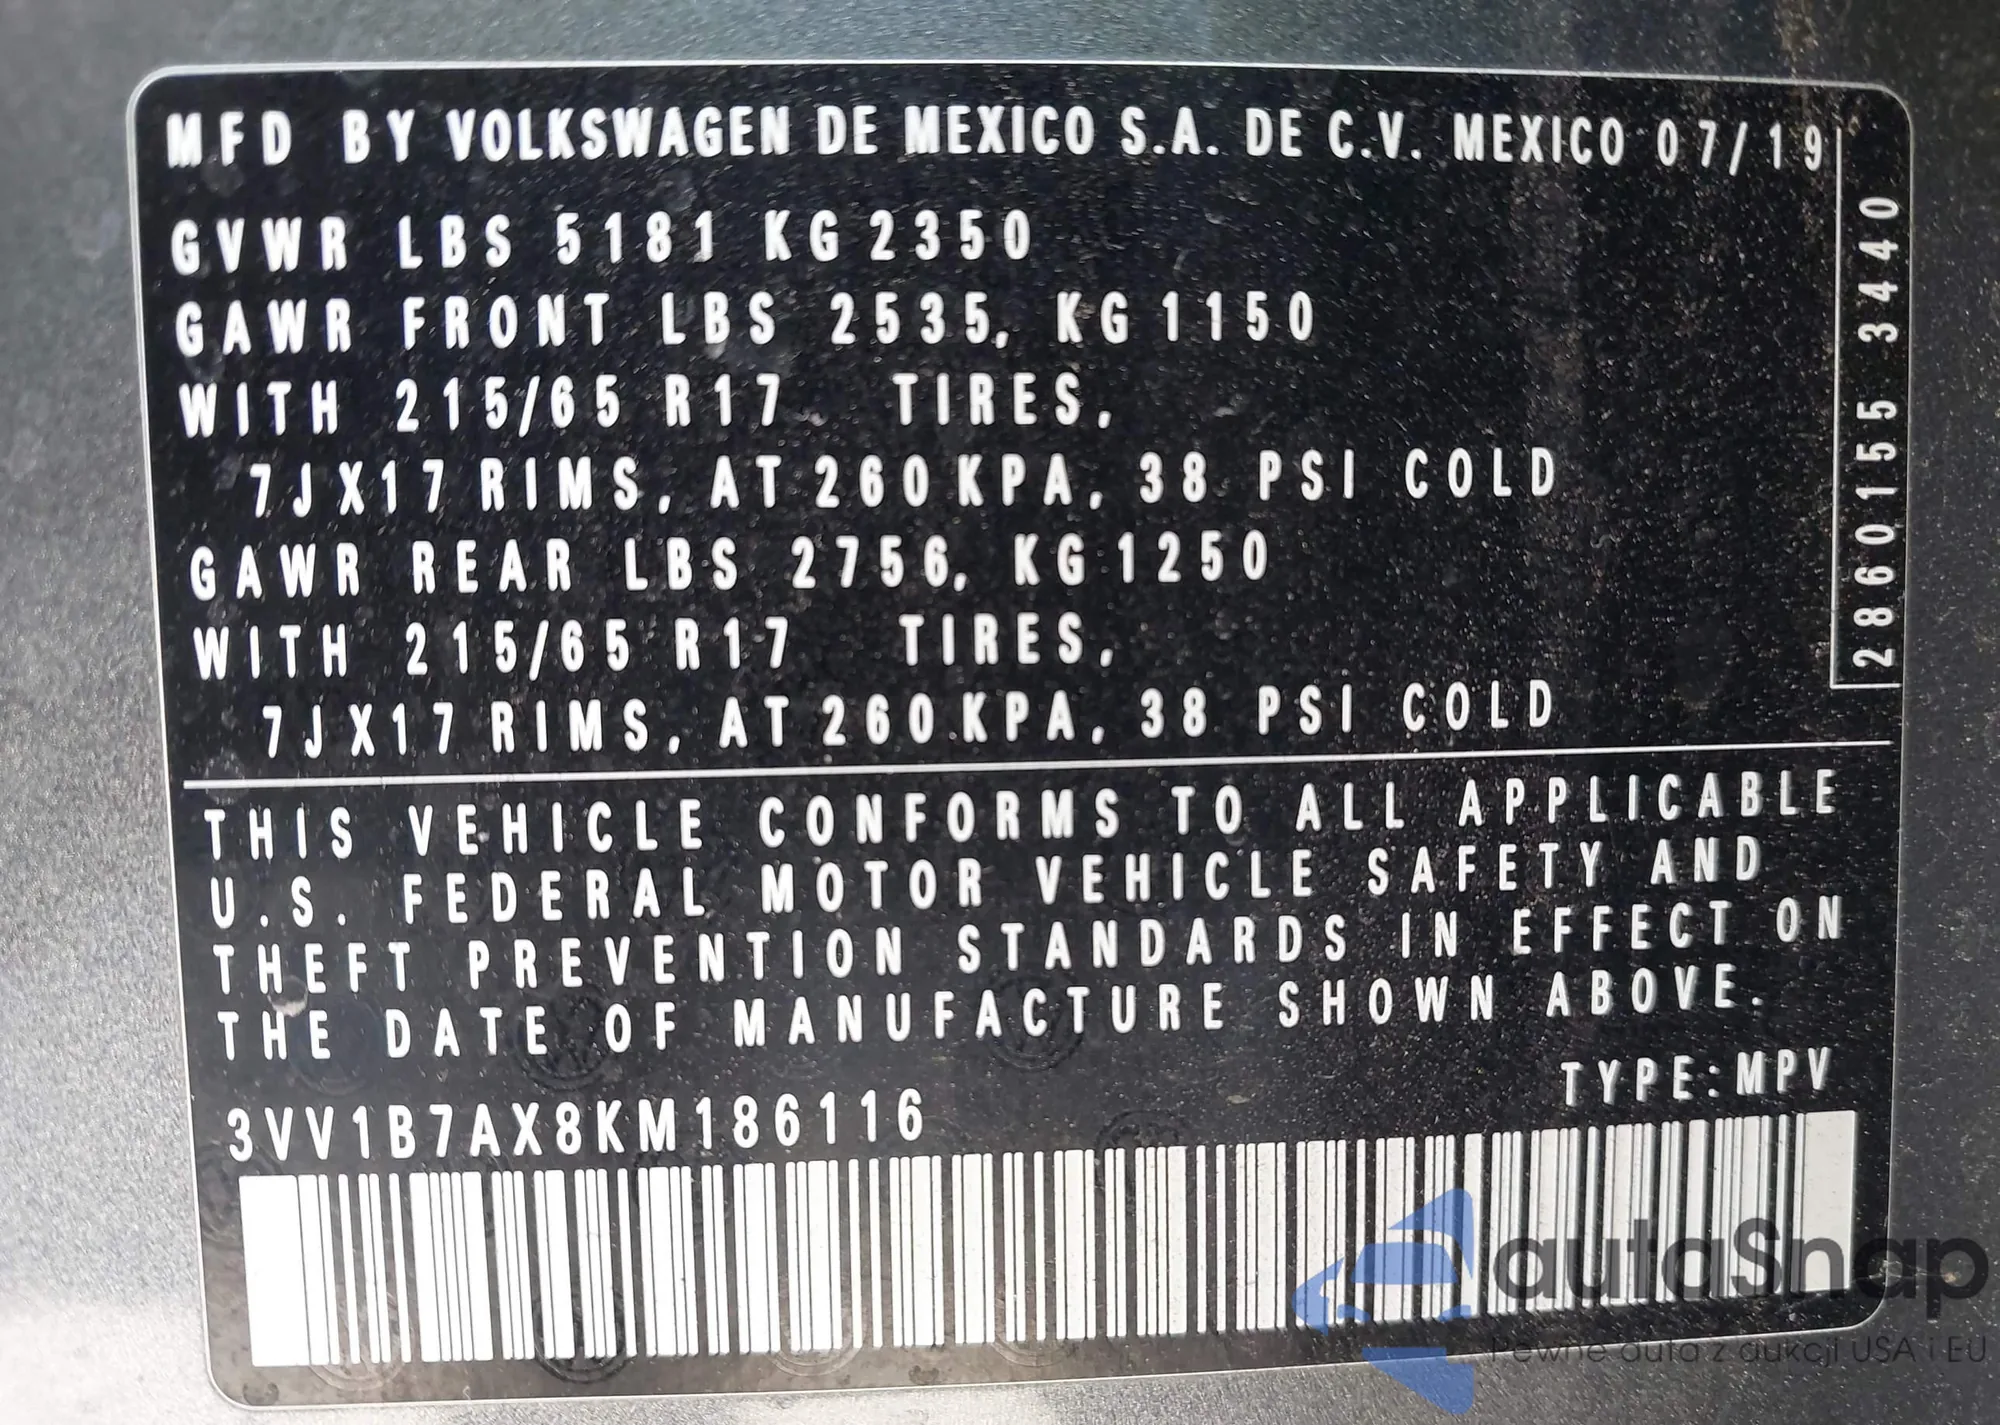 MFD BY VOLKSWAGEN DE MEXICO S.A. DE C.V. MEXICO 07/19
GVWR LBS 5181 KG 2350
GAWR FRONT LBS 2535, KG 1150
WITH 215/65 R17 TIRES,
7JX17 RIMS, AT 260 KPA, 38 PSI COLD
GAWR REAR LBS 2756, KG 1250
WITH 215/65 R17 TIRES,
7JX17 RIMS, AT 260 KPA, 38 PSI COLD
2860155 3440
THIS VEHICLE CONFORMS TO ALL APPLICABLE
U.S. FEDERAL MOTOR VEHICLE SAFETY AND
THEFT PREVENTION STANDARDS IN EFFECT ON
THE DATE OF MANUFACTURE SHOWN ABOVE.
TYPE:MPV
3VV1B7AX8KM186116
autaSnap
Pewne auta z aukcji USA i EU